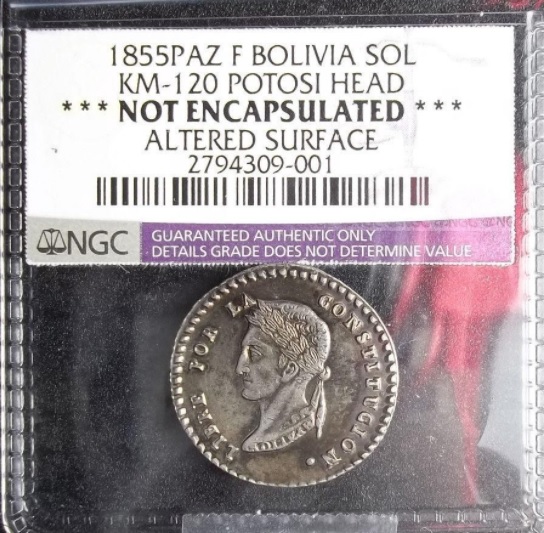 1855PAZ F BOLIVIA SOL
KM-120 POTOSI HEAD
*** NOT ENCAPSULATED ***
ALTERED SURFACE
2794309-001
NGC
GUARANTEED AUTHENTIC ONLY
DETAILS GRADE DOES NOT DETERMINE VALUE
LIBRE POR LA CONSTITUCION